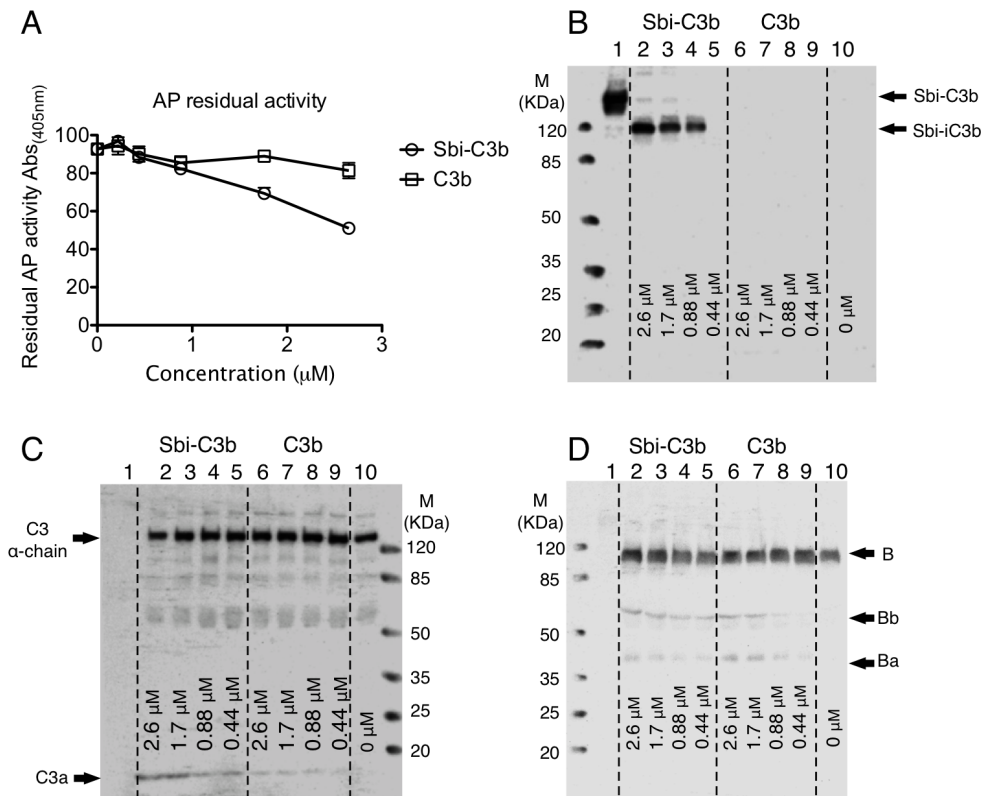 A
AP residual activity
Residual AP activity Abs(405nm)
100
80
60
40
20
0
0 1 2 3
Concentration (μM)
Sbi-C3b
C3b
B
Sbi-C3b C3b
1 2 3 4 5 6 7 8 9 10
M
(KDa)
120
85
50
35
25
20
2.6 μM
1.7 μM
0.88 μM
0.44 μM
2.6 μM
1.7 μM
0.88 μM
0.44 μM
0 μM
Sbi-C3b
Sbi-iC3b
C
Sbi-C3b C3b
1 2 3 4 5 6 7 8 9 10
C3
α-chain
C3a
2.6 μM
1.7 μM
0.88 μM
0.44 μM
2.6 μM
1.7 μM
0.88 μM
0.44 μM
0 μM
M
(KDa)
120
85
50
35
25
20
D
Sbi-C3b C3b
1 2 3 4 5 6 7 8 9 10
M
(KDa)
120
85
50
35
25
20
2.6 μM
1.7 μM
0.88 μM
0.44 μM
2.6 μM
1.7 μM
0.88 μM
0.44 μM
0 μM
B
Bb
Ba